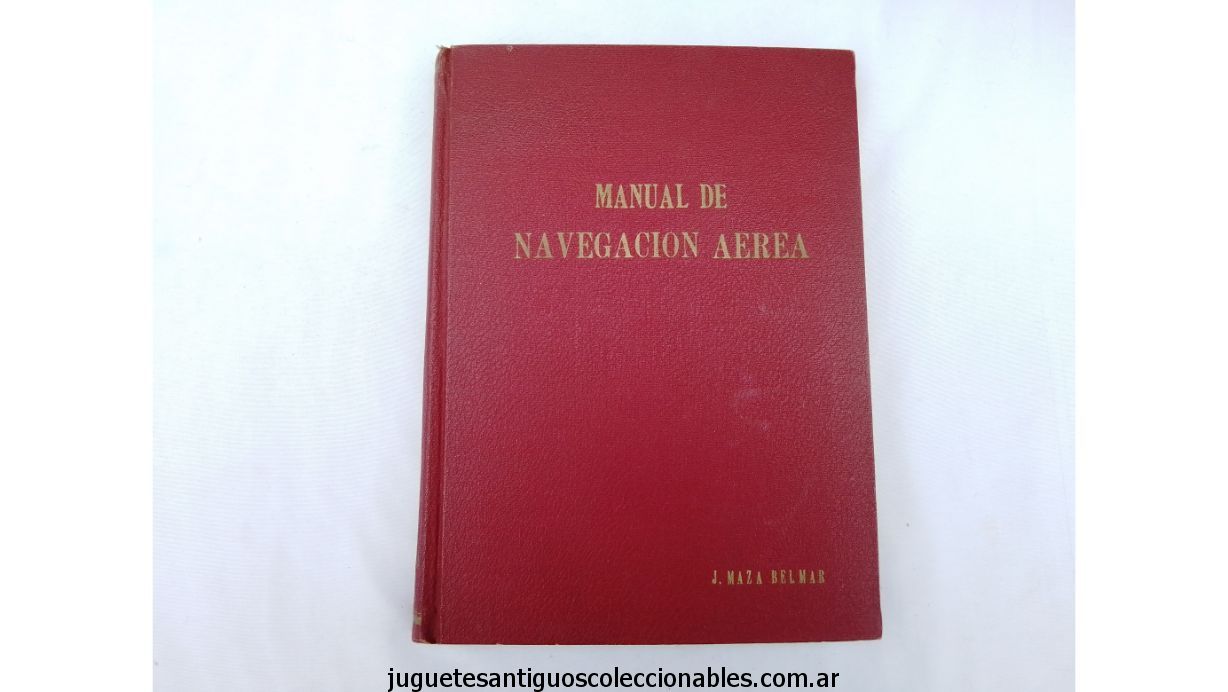 MANUAL DE
NAVEGACION AEREA
J. MAZA BELMAR
juguetesantiguoscoleccionables.com.ar